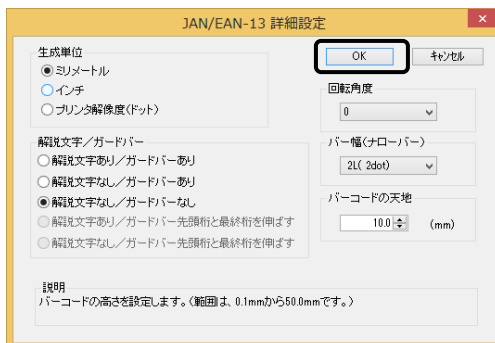 JAN/EAN-13 詳細設定
×
生成単位
ミリメートル
インチ
プリンタ解像度(ドット)
OK
キャンセル
回転角度
0
解説文字/ガードバー
解説文字あり/ガードバーあり
解説文字なし/ガードバーあり
解説文字なし/ガードバーなし
解説文字あり/ガードバー先頭桁と最終桁を伸ばす
解説文字なし/ガードバー先頭桁と最終桁を伸ばす
バー幅(ナローバー)
2L( 2dot)
バーコードの天地
10.0 (mm)
説明
バーコードの高さを設定します。(範囲は、0.1mmから50.0mmです。)